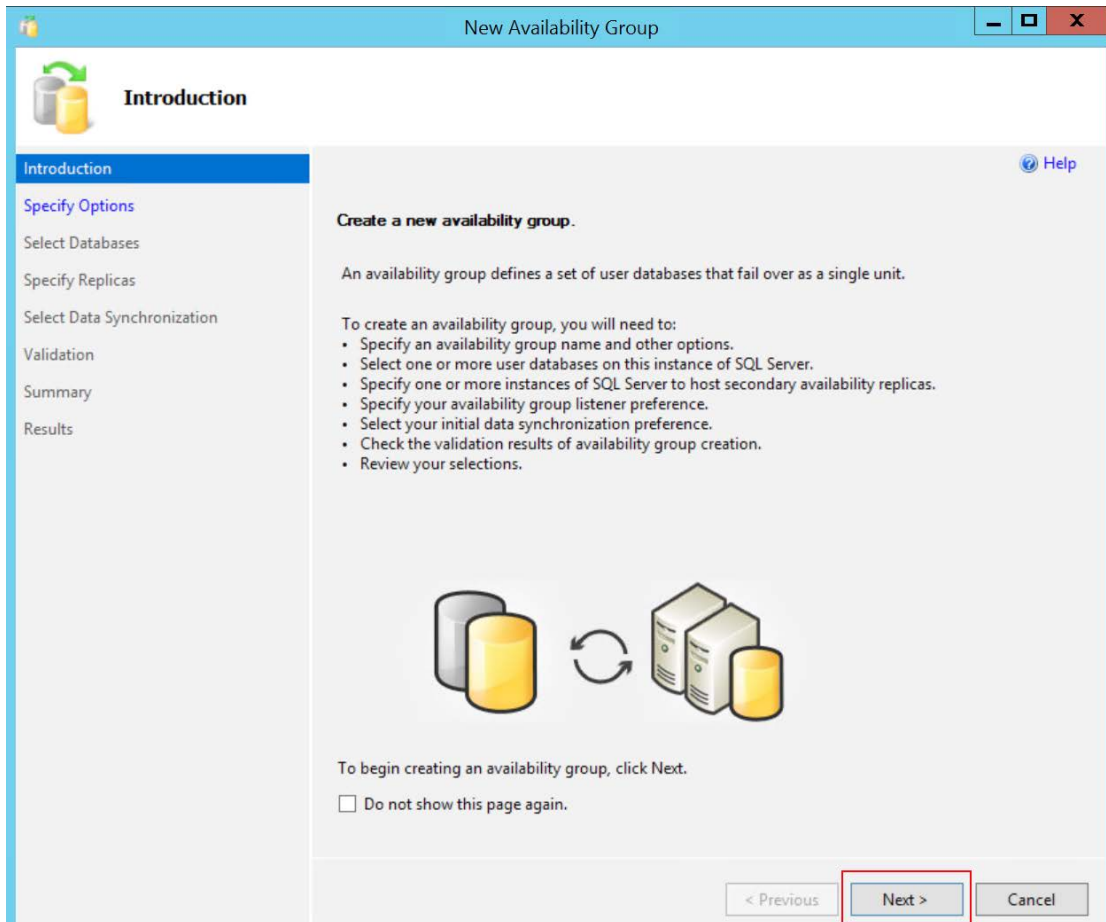 New Availability Group
Introduction
Introduction
Specify Options
Select Databases
Specify Replicas
Select Data Synchronization
Validation
Summary
Results
Help
Create a new availability group.
An availability group defines a set of user databases that fail over as a single unit.
To create an availability group, you will need to:
• Specify an availability group name and other options.
• Select one or more user databases on this instance of SQL Server.
• Specify one or more instances of SQL Server to host secondary availability replicas.
• Specify your availability group listener preference.
• Select your initial data synchronization preference.
• Check the validation results of availability group creation.
• Review your selections.
To begin creating an availability group, click Next.
Do not show this page again.
< Previous
Next >
Cancel